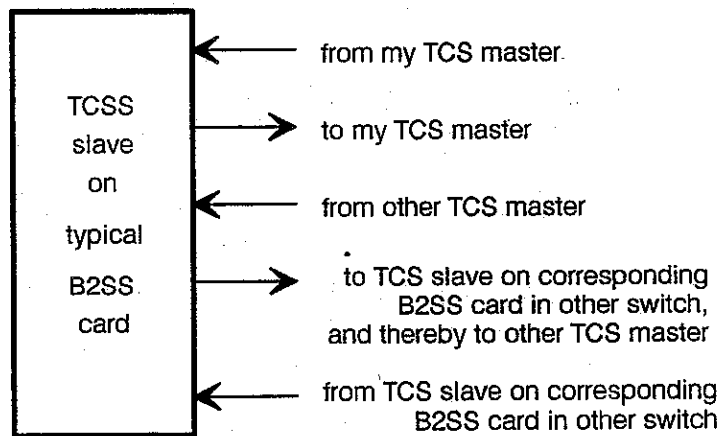 TCSS
slave
on
typical
B2SS
card
from my TCS master
to my TCS master
from other TCS master
to TCS slave on corresponding
B2SS card in other switch,
and thereby to other TCS master
from TCS slave on corresponding
B2SS card in other switch